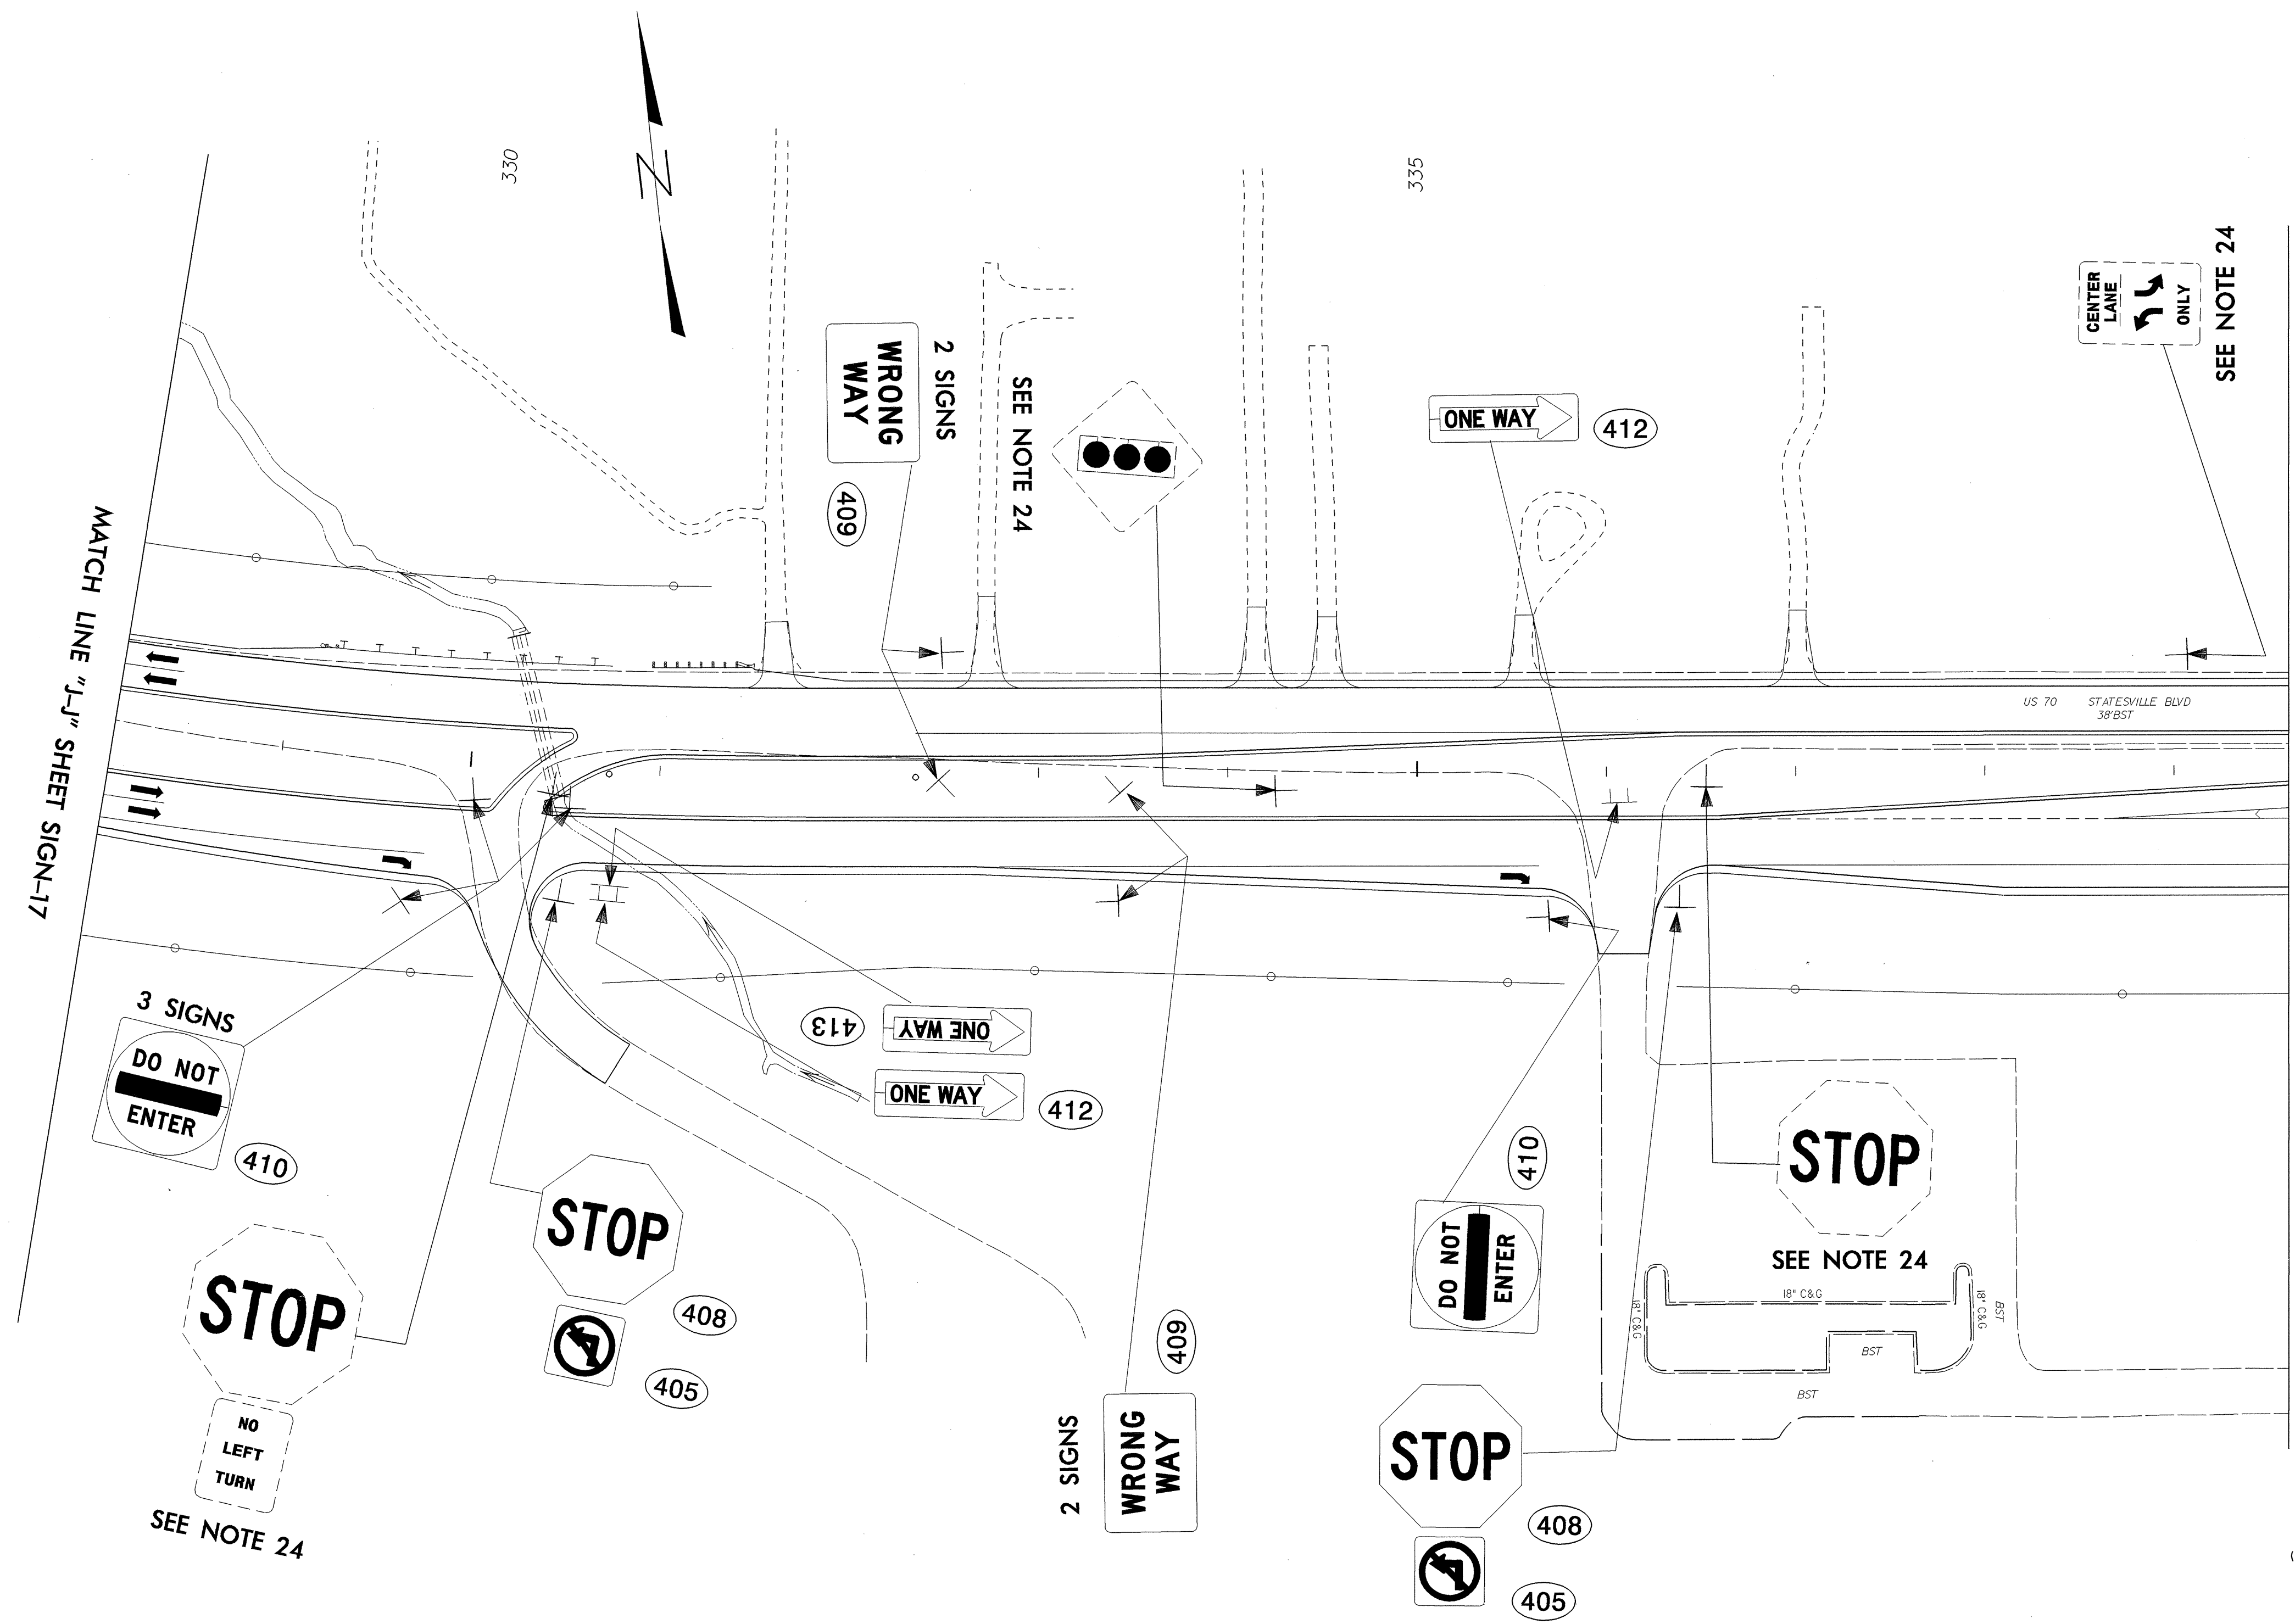 330
N
335
SEE NOTE 24
CENTER
LANE
ONLY
WRONG
WAY
2 SIGNS
409
SEE NOTE 24
ONE WAY
412
MATCH LINE "J-J" SHEET SIGN-17
US 70 STATESVILLE BLVD
38'BST
3 SIGNS
DO NOT
ENTER
410
413
ONE WAY
ONE WAY
412
STOP
NO
LEFT
TURN
SEE NOTE 24
STOP
408
405
409
2 SIGNS
WRONG
WAY
410
DO NOT
ENTER
STOP
408
405
STOP
SEE NOTE 24
18" C&G
18" C&G
18" C&G
BST
BST
BST